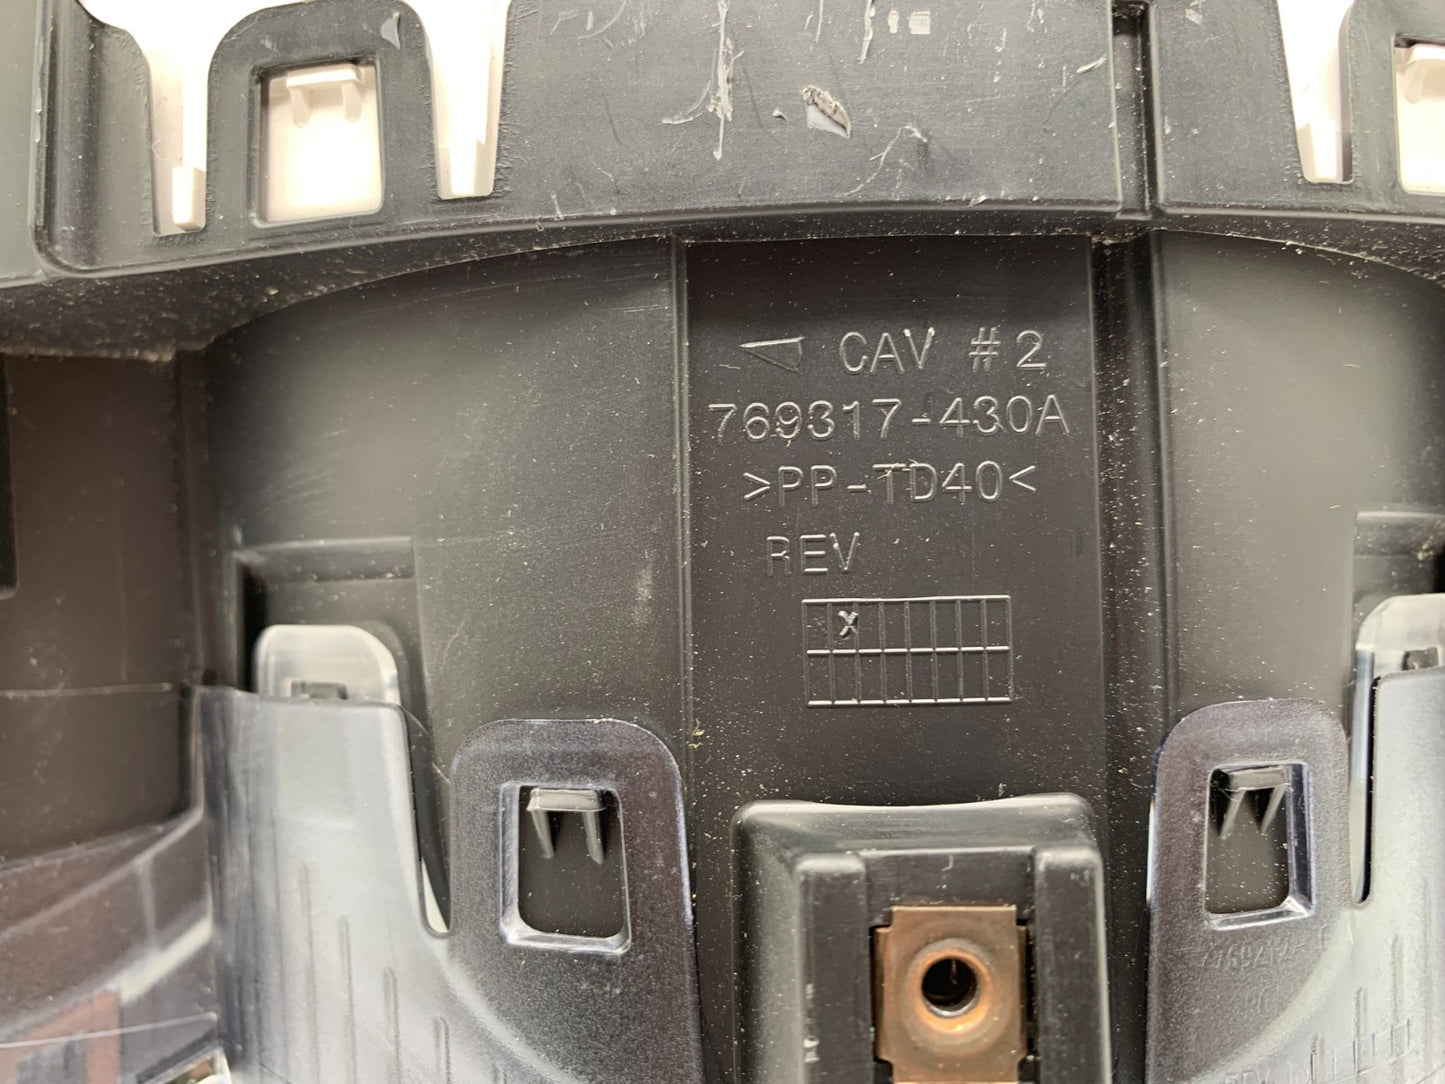 CAV #2
769317-430A
>PP-TD40<
REV
X